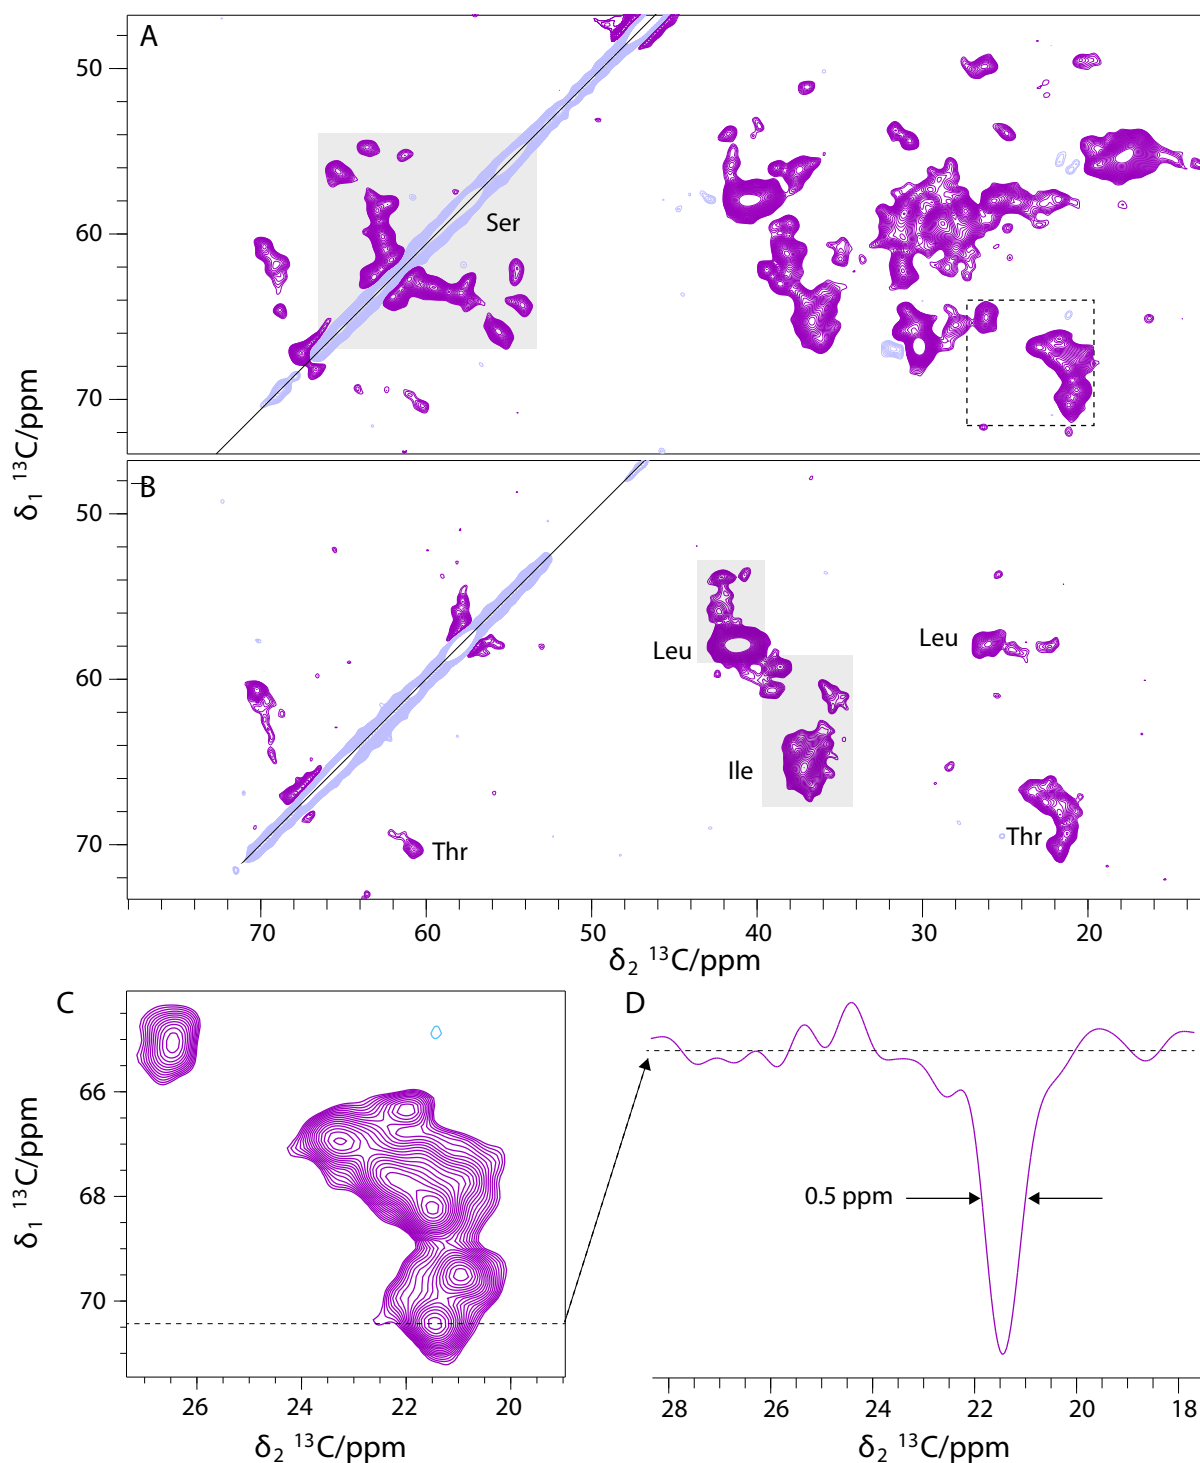 A
50
Ser
60
70
δ₁ ¹³C/ppm
B
50
Leu
Leu
60
Ile
Thr
Thr
70
70 60 50 40 30 20
δ₂ ¹³C/ppm
C
D
66
0.5 ppm
68
δ₁ ¹³C/ppm
70
26 24 22 20
28 26 24 22 20 18
δ₂ ¹³C/ppm
δ₂ ¹³C/ppm